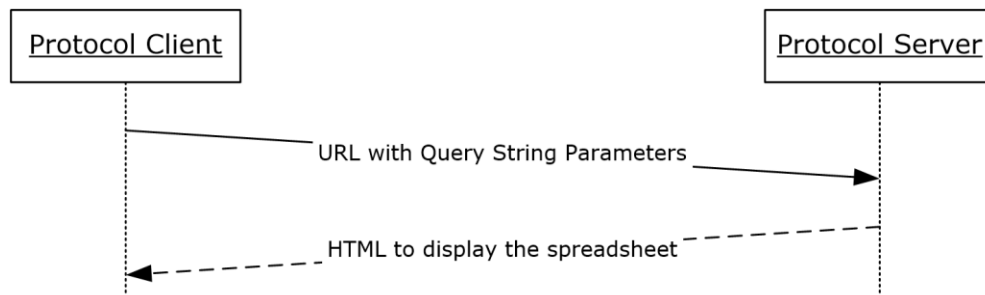 Protocol Client
Protocol Server
URL with Query String Parameters
HTML to display the spreadsheet